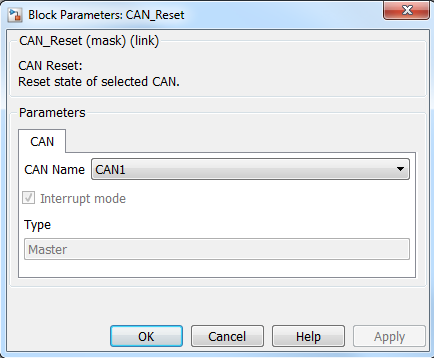 Block Parameters: CAN_Reset
CAN_Reset (mask) (link)
CAN Reset:
Reset state of selected CAN.
Parameters
CAN
CAN Name CAN1
Interrupt mode
Type
Master
OK Cancel Help Apply